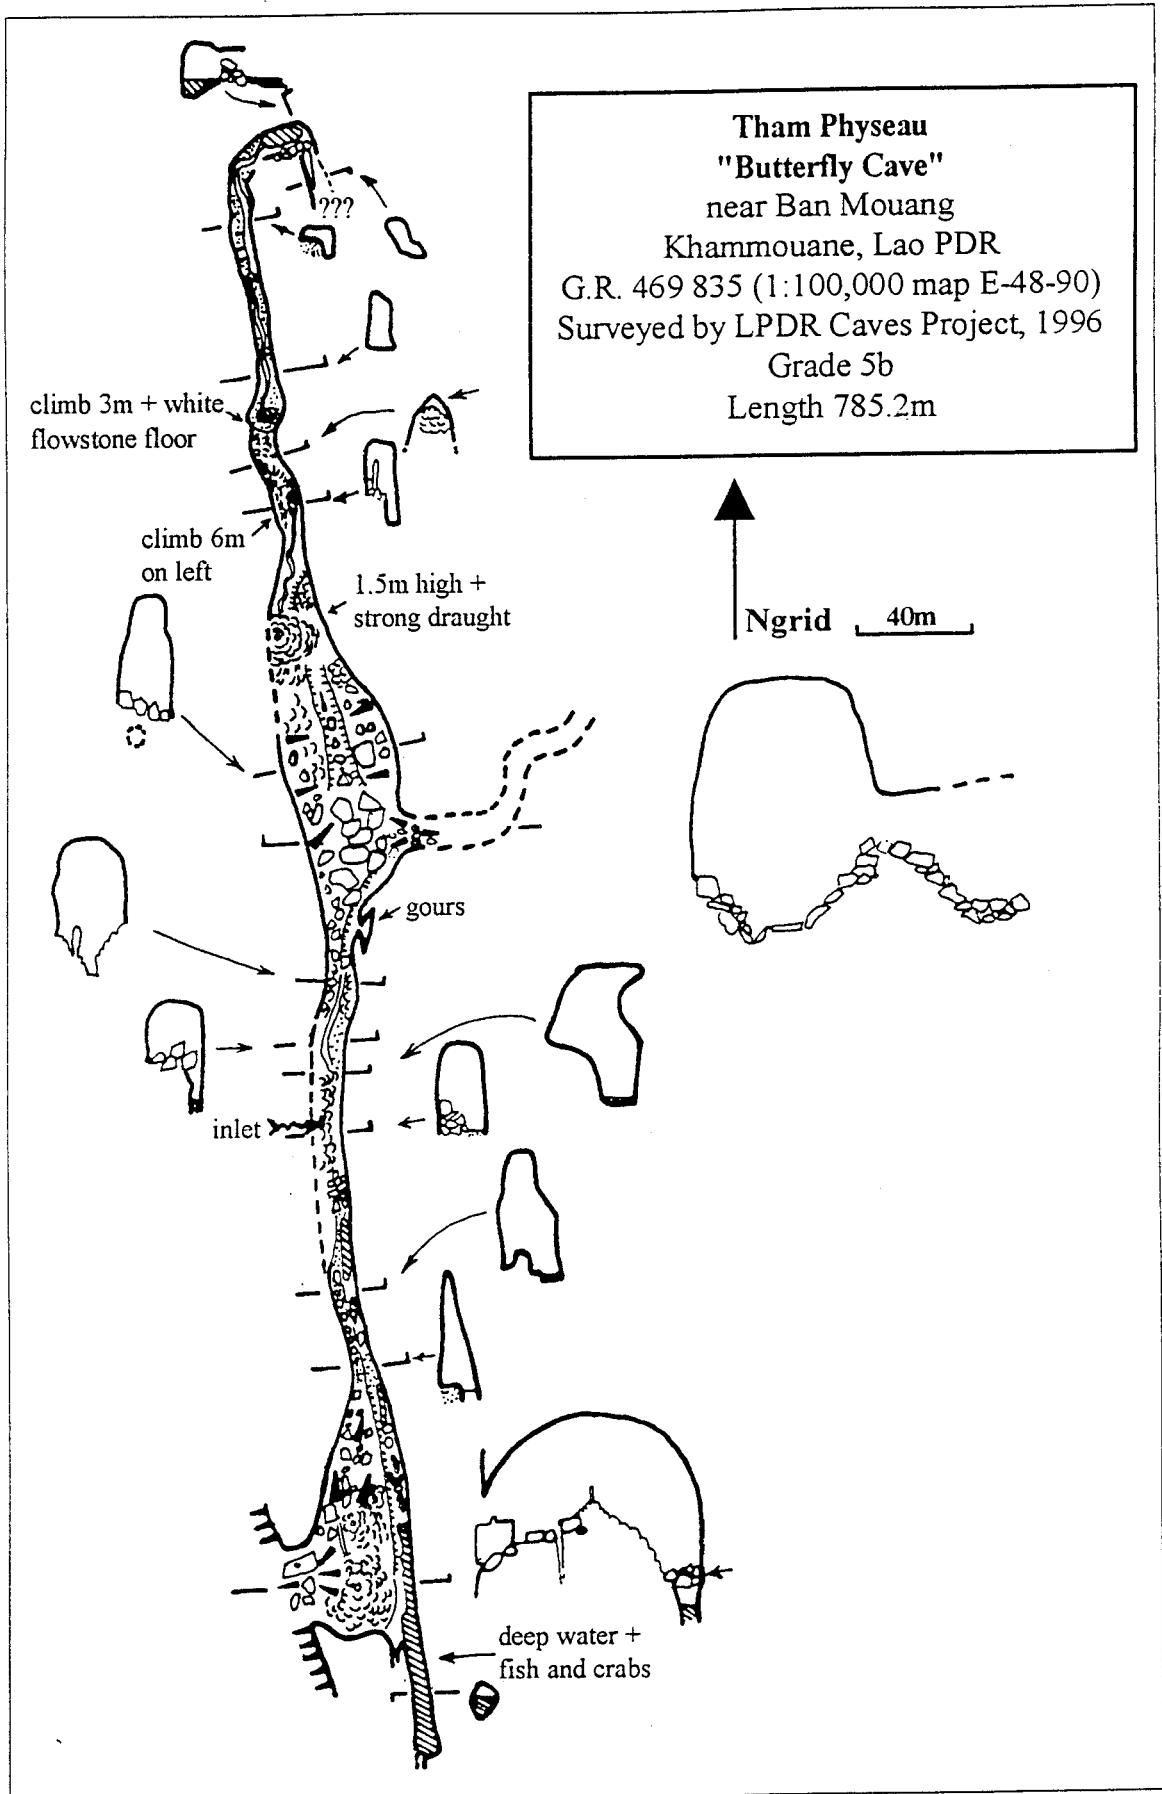 Tham Physeau
"Butterfly Cave"
near Ban Mouang
Khammouane, Lao PDR
G.R. 469 835 (1:100,000 map E-48-90)
Surveyed by LPDR Caves Project, 1996
Grade 5b
Length 785.2m
???
climb 3m + white
flowstone floor
climb 6m
on left
1.5m high +
strong draught
Ngrid
40m
gours
inlet
deep water +
fish and crabs